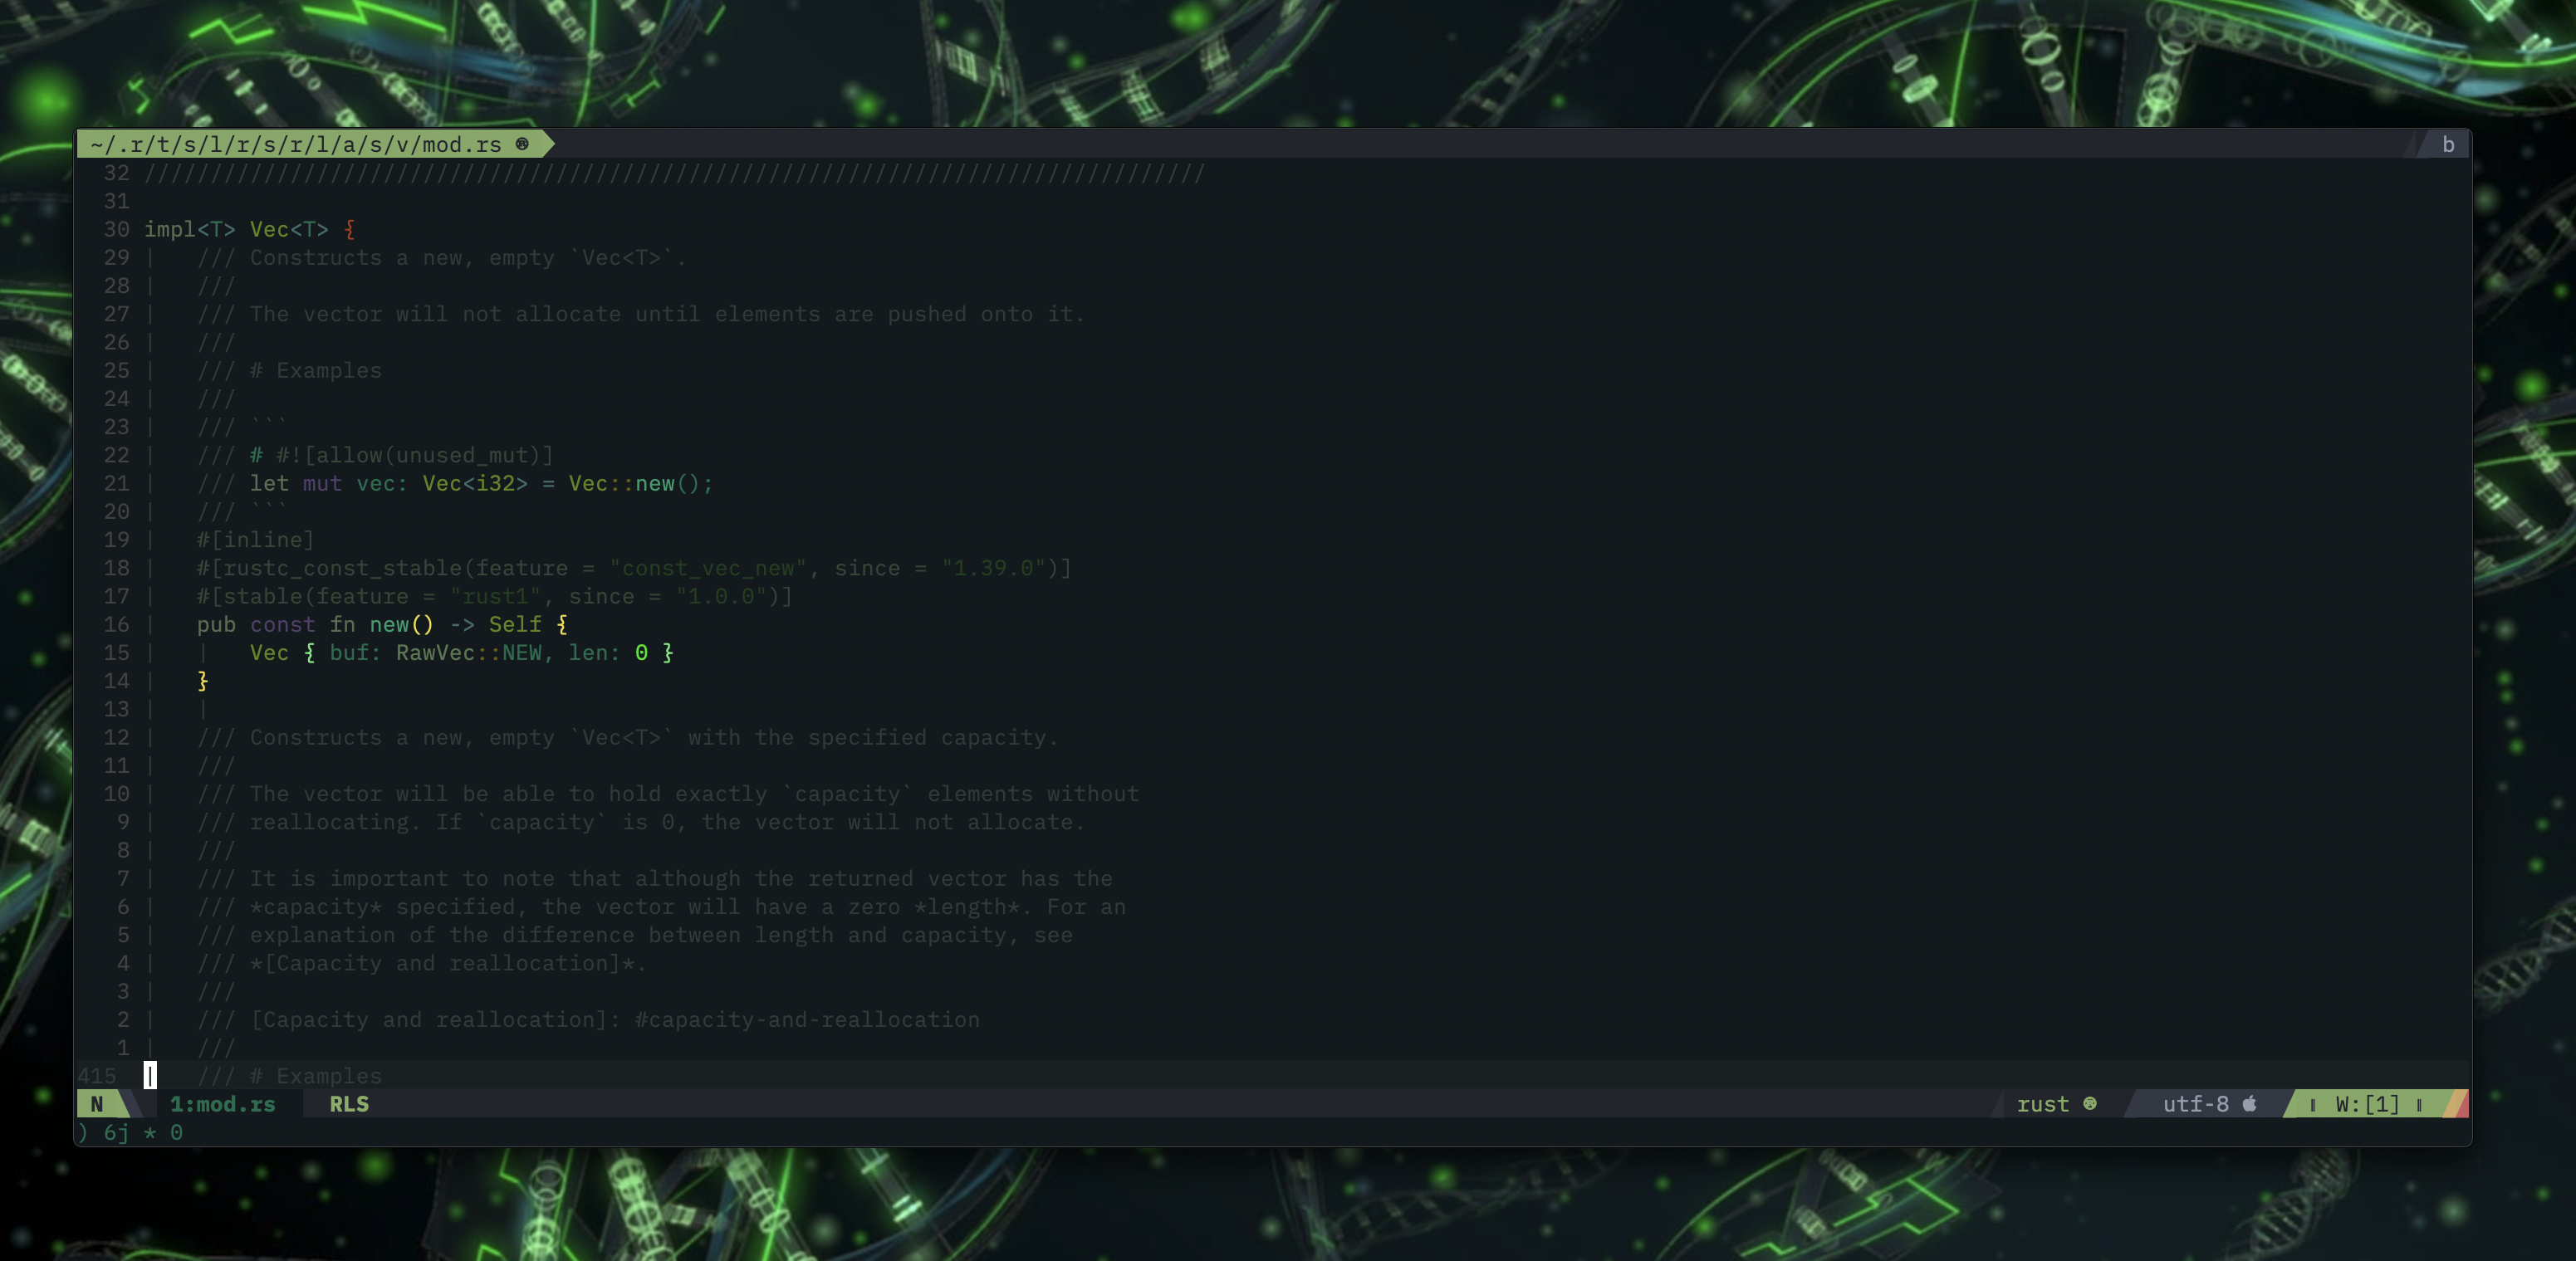 ~/.r/t/s/l/r/s/r/l/a/s/v/mod.rs b
32 ////////////////////////////////////////////////////////////////////////////////
31
30 impl<T> Vec<T> {
29 |   /// Constructs a new, empty `Vec<T>`.
28 |   ///
27 |   /// The vector will not allocate until elements are pushed onto it.
26 |   ///
25 |   /// # Examples
24 |   ///
23 |   /// ```
22 |   /// # #![allow(unused_mut)]
21 |   /// let mut vec: Vec<i32> = Vec::new();
20 |   /// ```
19 |   #[inline]
18 |   #[rustc_const_stable(feature = "const_vec_new", since = "1.39.0")]
17 |   #[stable(feature = "rust1", since = "1.0.0")]
16 |   pub const fn new() -> Self {
15 |   |   Vec { buf: RawVec::NEW, len: 0 }
14 |   }
13 |   |
12 |   /// Constructs a new, empty `Vec<T>` with the specified capacity.
11 |   ///
10 |   /// The vector will be able to hold exactly `capacity` elements without
9 |   /// reallocating. If `capacity` is 0, the vector will not allocate.
8 |   ///
7 |   /// It is important to note that although the returned vector has the
6 |   /// *capacity* specified, the vector will have a zero *length*. For an
5 |   /// explanation of the difference between length and capacity, see
4 |   /// *[Capacity and reallocation]*.
3 |   ///
2 |   /// [Capacity and reallocation]: #capacity-and-reallocation
1 |   ///
415 |   /// # Examples
N 1:mod.rs RLS rust utf-8 W:[1]
) 6j * 0